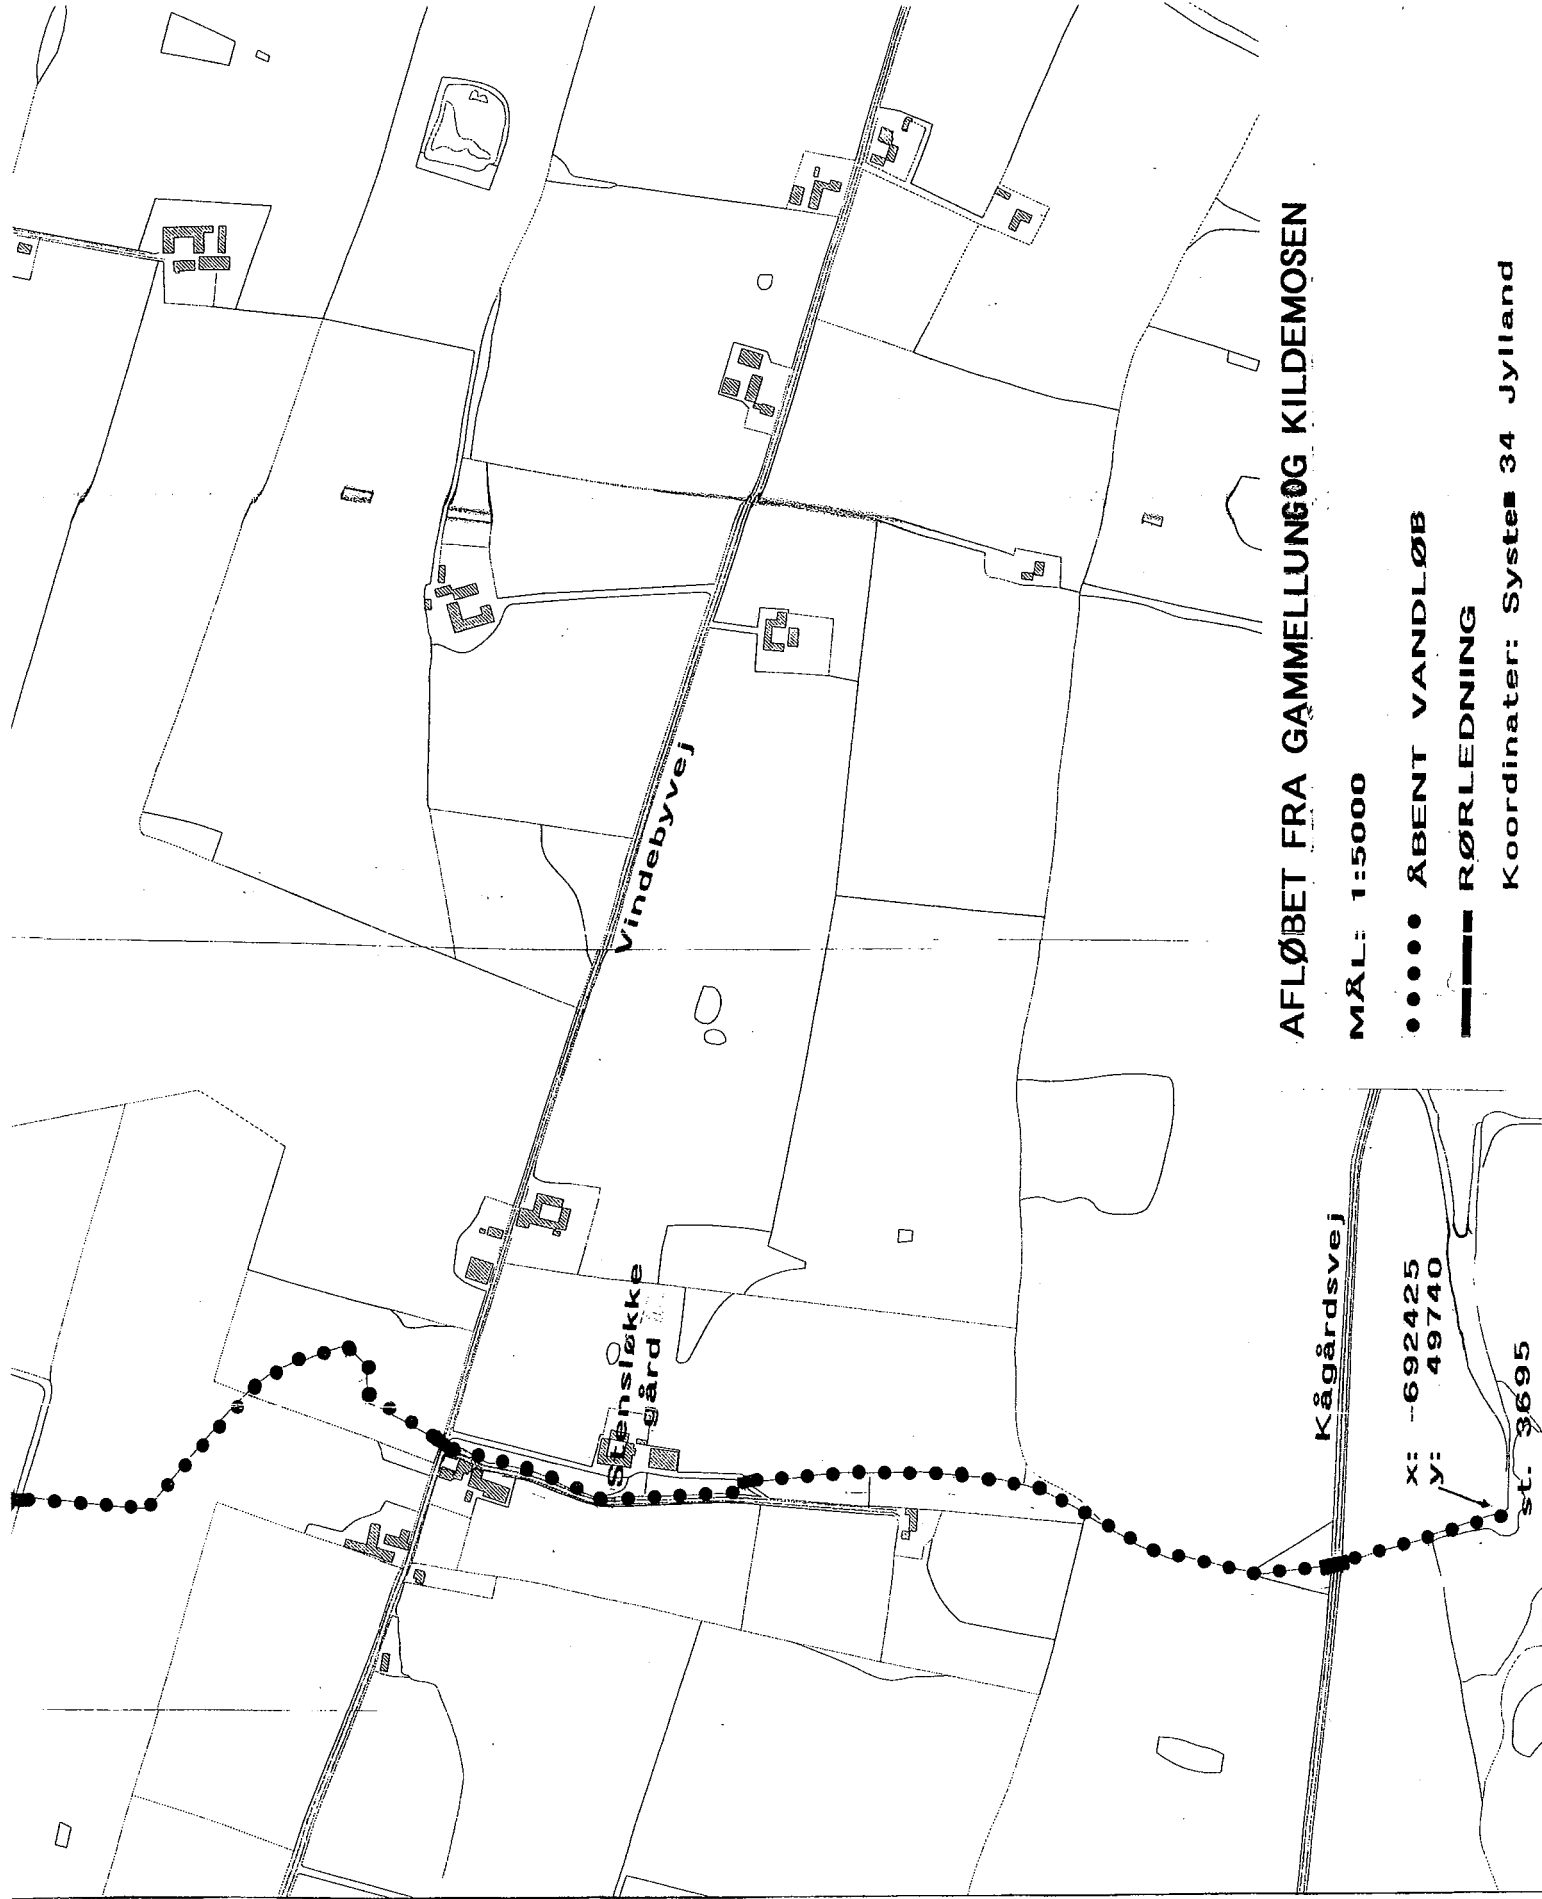 Vindebyvej
Stensløkke
gård
Kågårdsvej
x: -692425
y: 49740
st. 3695
B
AFLØBET FRA GAMMELLUNG OG KILDEMOSEN
MÅL: 1:5000
ÅBENT VANDLØB
RØRLEDNING
Koordinater: System 34 Jylland